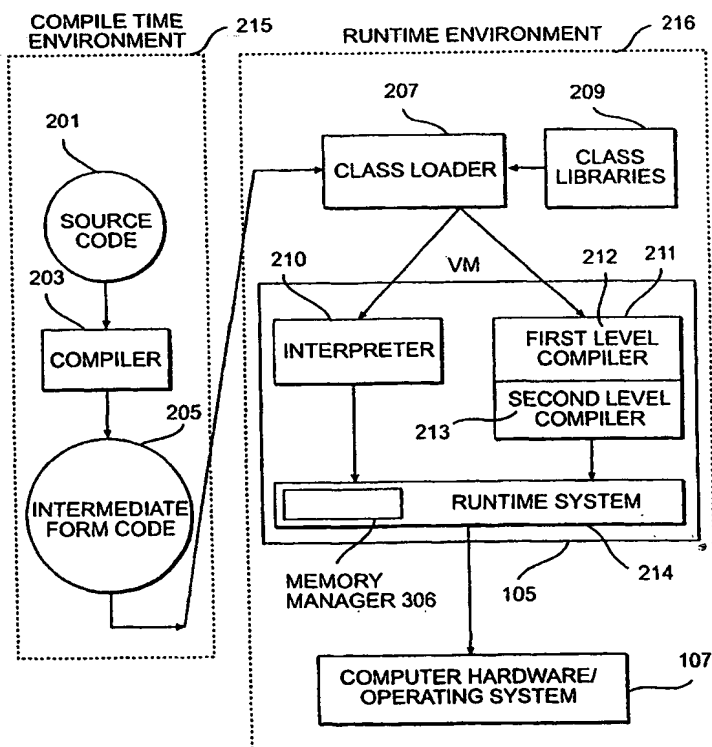 COMPILE TIME
ENVIRONMENT
215
RUNTIME ENVIRONMENT
216
201
SOURCE
CODE
203
COMPILER
205
INTERMEDIATE
FORM CODE
207
CLASS LOADER
209
CLASS
LIBRARIES
VM
210
INTERPRETER
212
211
FIRST LEVEL
COMPILER
SECOND LEVEL
213
COMPILER
RUNTIME SYSTEM
MEMORY
MANAGER 306
105
214
COMPUTER HARDWARE/
OPERATING SYSTEM
107